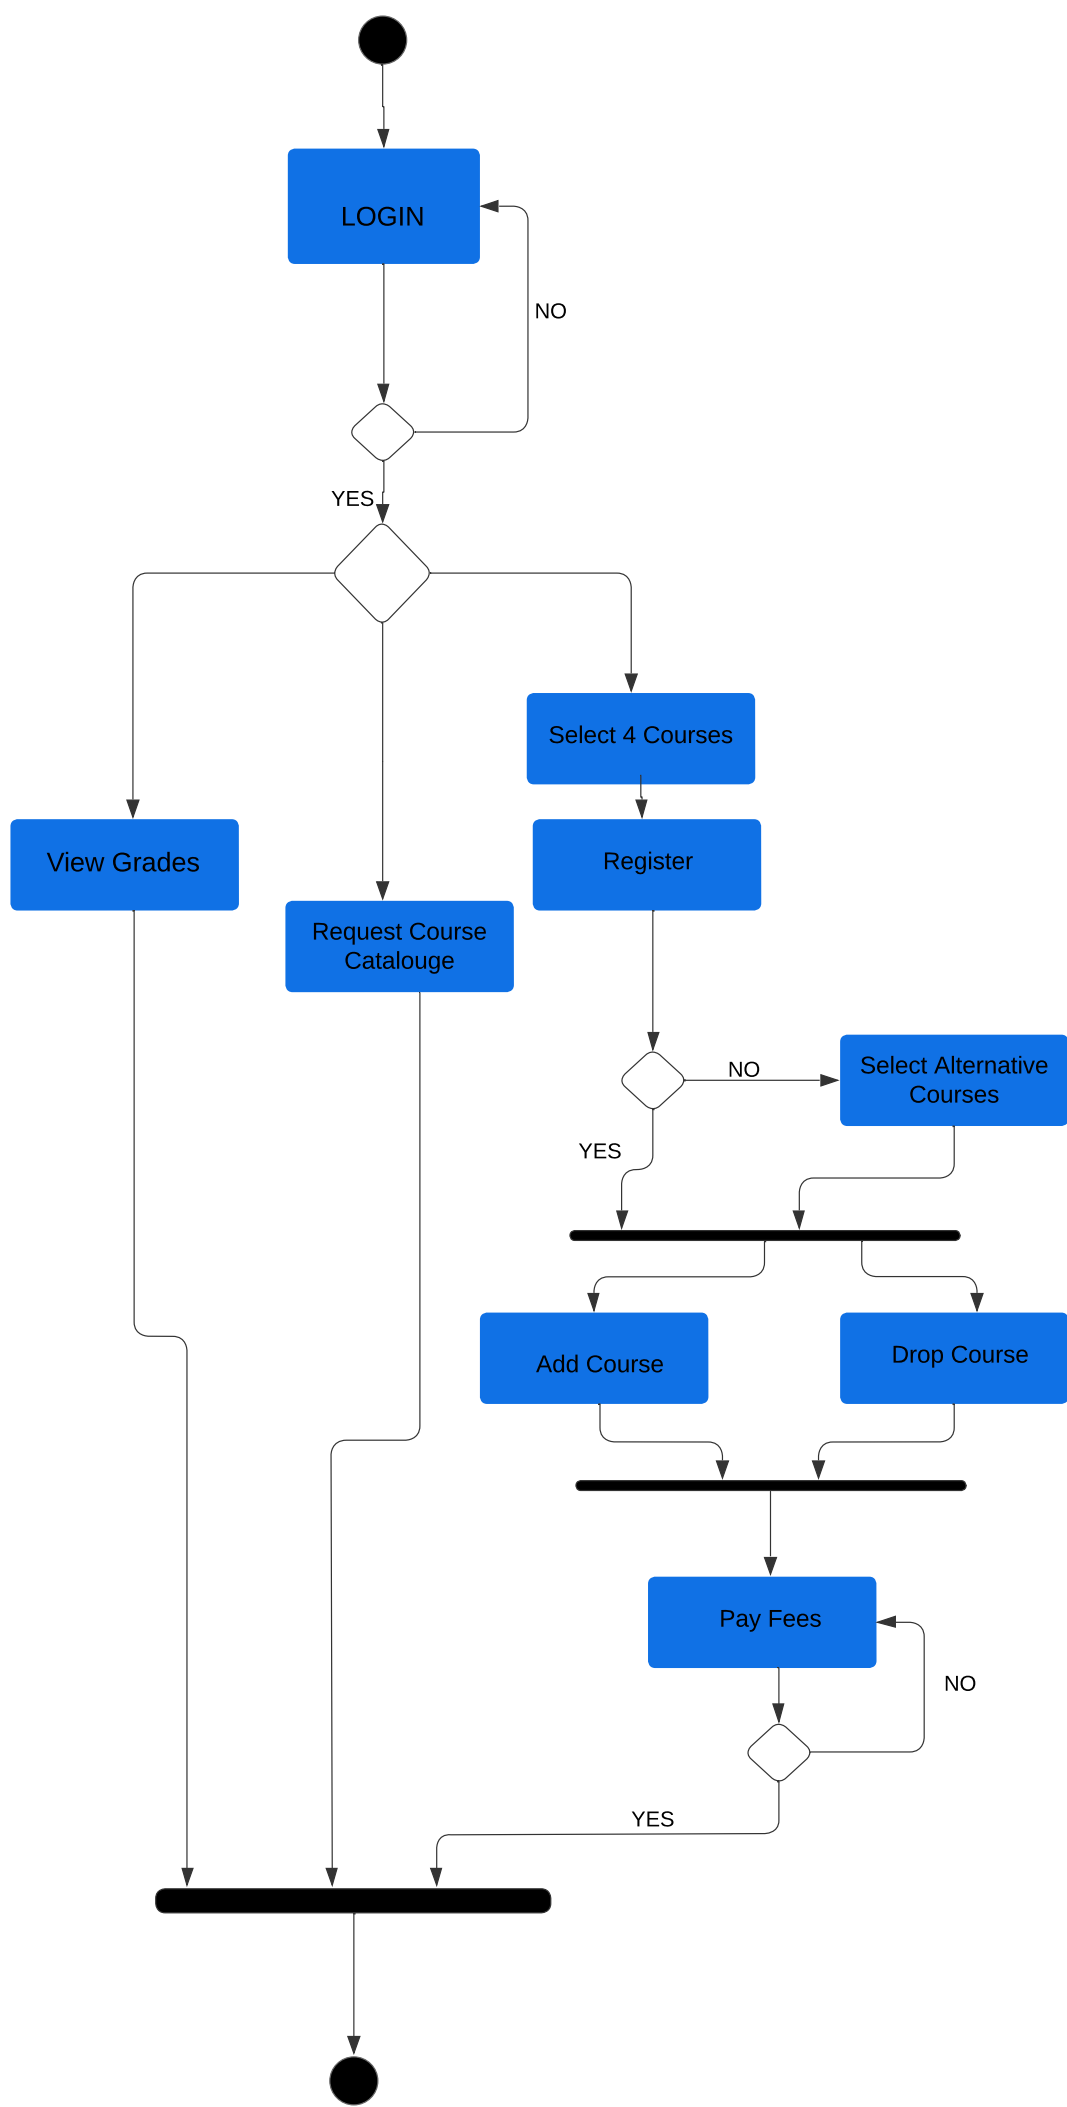 LOGIN
NO
YES
Select 4 Courses
View Grades
Register
Request Course
Catalouge
NO
Select Alternative
Courses
YES
Add Course
Drop Course
Pay Fees
NO
YES